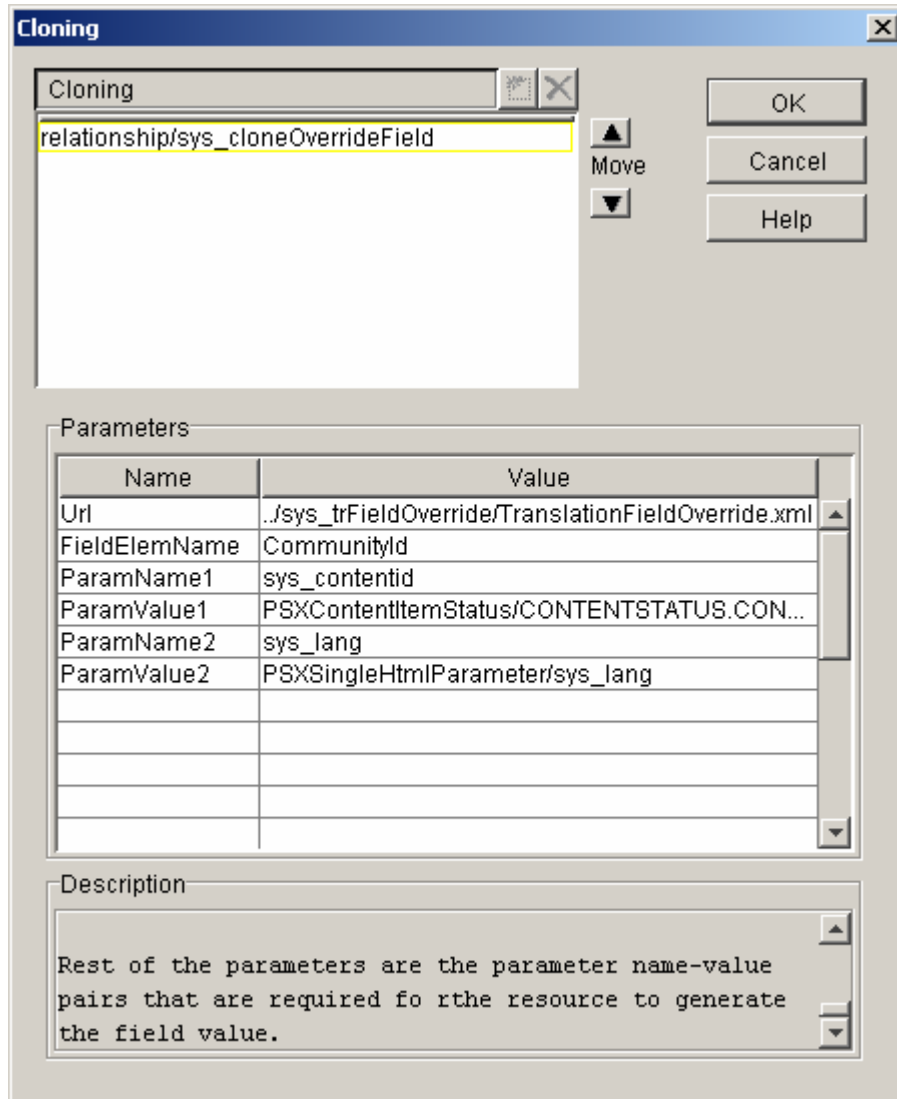 Cloning
Cloning
relationship/sys_cloneOverrideField
Move
OK
Cancel
Help
Parameters
Name Value
Url ../sys_trFieldOverride/TranslationFieldOverride.xml
FieldElemName CommunityId
ParamName1 sys_contentid
ParamValue1 PSXContentItemStatus/CONTENTSTATUS.CON...
ParamName2 sys_lang
ParamValue2 PSXSingleHtmlParameter/sys_lang
Description
Rest of the parameters are the parameter name-value
pairs that are required fo rthe resource to generate
the field value.